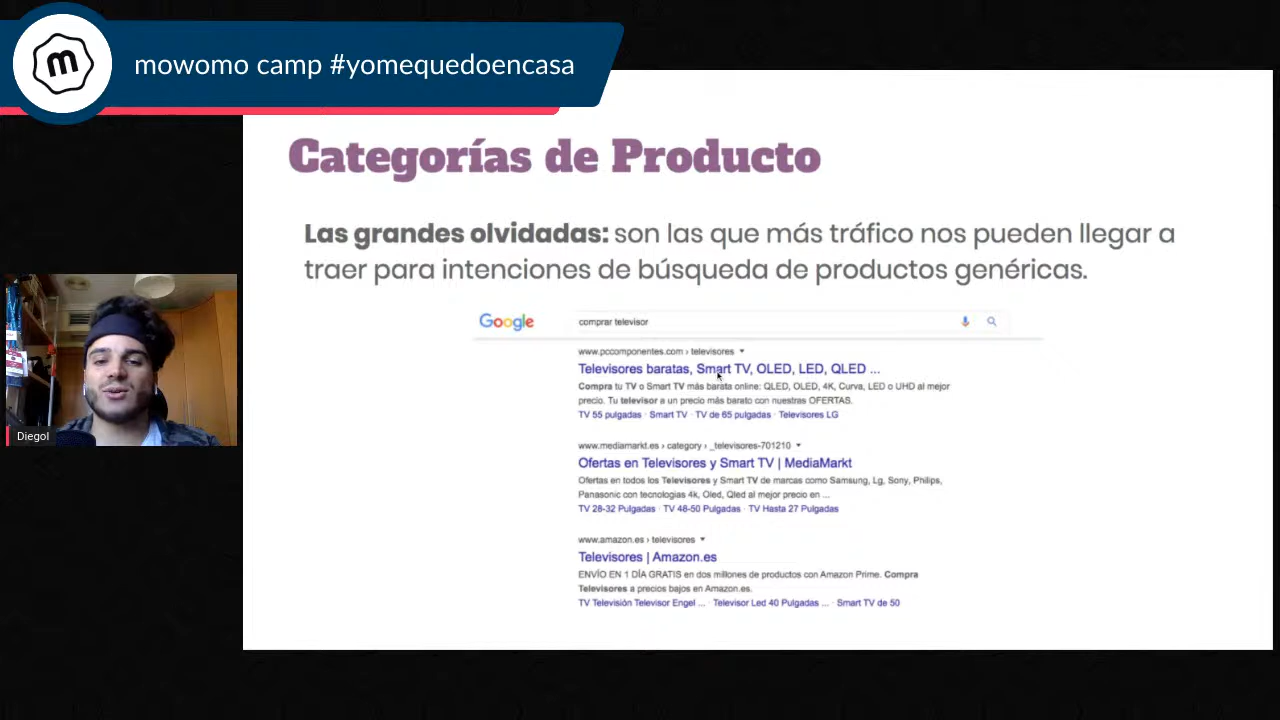 m
mowomo camp #yomequedoencasa
Categorías de Producto
Las grandes olvidadas: son las que más tráfico nos pueden llegar a
traer para intenciones de búsqueda de productos genéricas.
Google
comprar televisor
www.pccomponentes.com › televisores
Televisores baratas, Smart TV, OLED, LED, QLED ...
Compra tu TV o Smart TV más barata online: QLED, OLED, 4K, Curva, LED o UHD al mejor
precio. Tu televisor a un precio más barato con nuestras OFERTAS.
TV 55 pulgadas · Smart TV · TV de 65 pulgadas · Televisores LG
www.mediamarkt.es › category › _televisores-701210
Ofertas en Televisores y Smart TV | MediaMarkt
Ofertas en todos los Televisores y Smart TV de marcas como Samsung, Lg, Sony, Philips,
Panasonic con tecnologias 4k, Oled, Qled al mejor precio en ...
TV 28-32 Pulgadas · TV 48-50 Pulgadas · TV Hasta 27 Pulgadas
www.amazon.es › televisores
Televisores | Amazon.es
ENVÍO EN 1 DÍA GRATIS en dos millones de productos con Amazon Prime. Compra
Televisores a precios bajos en Amazon.es.
TV Televisión Televisor Engel ... · Televisor Led 40 Pulgadas ... · Smart TV de 50
Diegol